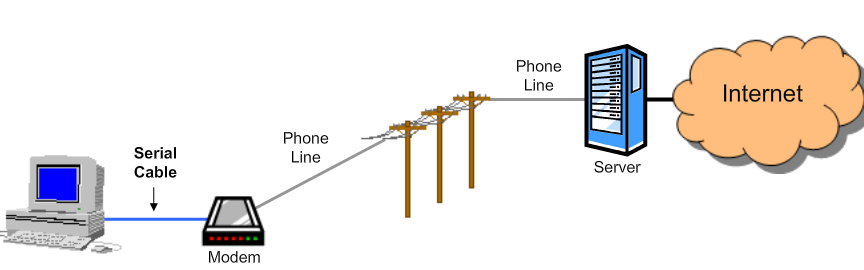 Serial
Cable
Modem
Phone
Line
Phone
Line
Server
Internet